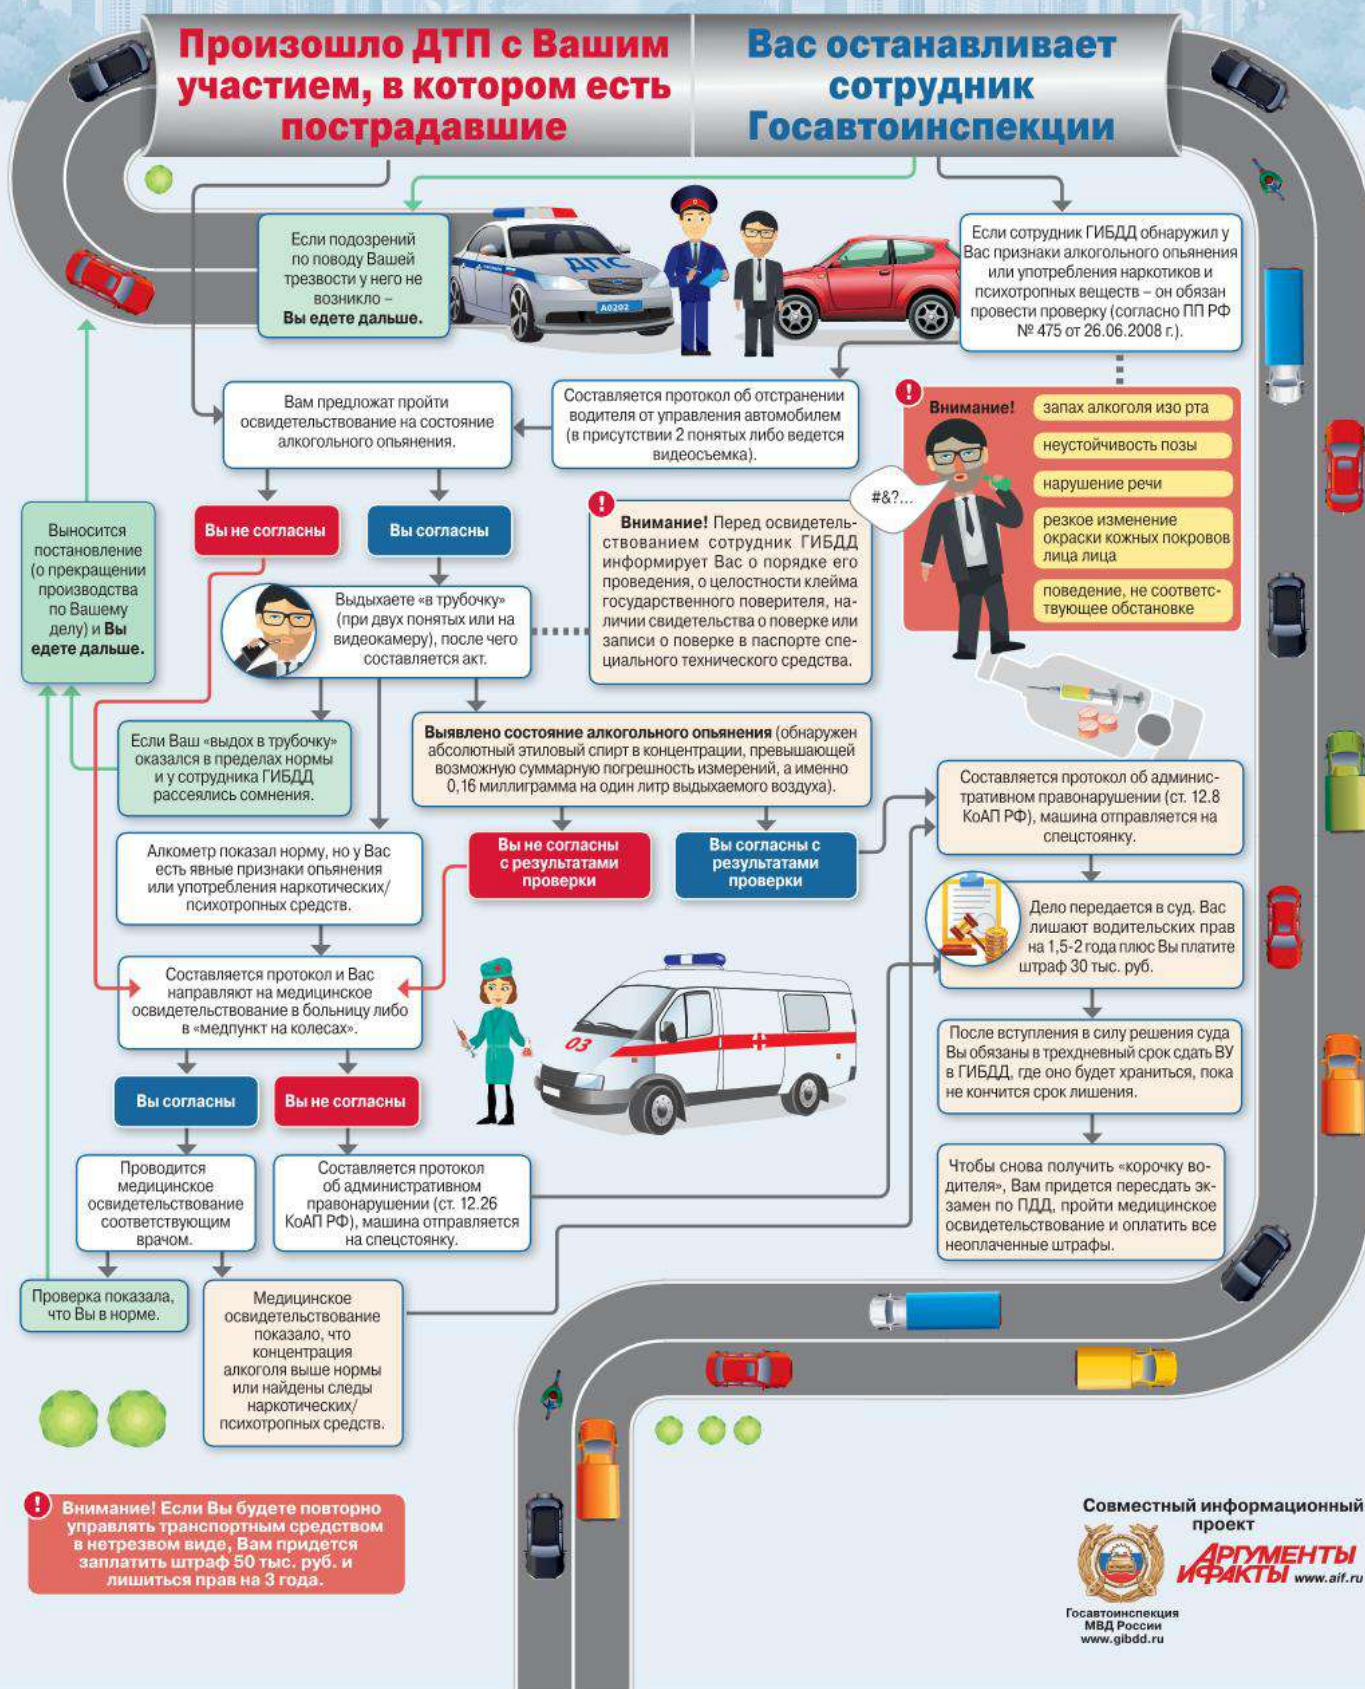 Произошло ДТП с Вашим
участием, в котором есть
пострадавшие
Вас останавливает
сотрудник
Госавтоинспекции
Если подозрений
по поводу Вашей
трезвости у него не
возникло –
Вы едете дальше.
ДПС
А0202
Если сотрудник ГИБДД обнаружил у
Вас признаки алкогольного опьянения
или употребления наркотиков и
психотропных веществ – он обязан
провести проверку (согласно ПП РФ
№ 475 от 26.06.2008 г.).
Вам предложат пройти
освидетельствование на состояние
алкогольного опьянения.
Составляется протокол об отстранении
водителя от управления автомобилем
(в присутствии 2 понятых либо ведется
видеосъемка).
!
Внимание!
запах алкоголя изо рта
неустойчивость позы
нарушение речи
резкое изменение
окраски кожных покровов
лица лица
поведение, не соответс-
твующее обстановке
#&?...
Вы не согласны
Вы согласны
!
Внимание! Перед освидетель-
ствованием сотрудник ГИБДД
информирует Вас о порядке его
проведения, о целостности клейма
государственного поверителя, на-
личии свидетельства о поверке или
записи о поверке в паспорте спе-
циального технического средства.
Выносится
постановление
(о прекращении
производства
по Вашему
делу) и Вы
едете дальше.
Выдыхаете «в трубочку»
(при двух понятых или на
видеокамеру), после чего
составляется акт.
Если Ваш «выдох в трубочку»
оказался в пределах нормы
и у сотрудника ГИБДД
рассеялись сомнения.
Выявлено состояние алкогольного опьянения (обнаружен
абсолютный этиловый спирт в концентрации, превышающей
возможную суммарную погрешность измерений, а именно
0,16 миллиграмма на один литр выдыхаемого воздуха).
Составляется протокол об админис-
тративном правонарушении (ст. 12.8
КоАП РФ), машина отправляется на
спецстоянку.
Вы не согласны
с результатами
проверки
Вы согласны с
результатами
проверки
Алкометр показал норму, но у Вас
есть явные признаки опьянения
или употребления наркотических/
психотропных средств.
Дело передается в суд. Вас
лишают водительских прав
на 1,5-2 года плюс Вы платите
штраф 30 тыс. руб.
Составляется протокол и Вас
направляют на медицинское
освидетельствование в больницу либо
в «медпункт на колесах».
03
После вступления в силу решения суда
Вы обязаны в трехдневный срок сдать ВУ
в ГИБДД, где оно будет храниться, пока
не кончится срок лишения.
Вы согласны
Вы не согласны
Проводится
медицинское
освидетельствование
соответствующим
врачом.
Составляется протокол
об административном
правонарушении (ст. 12.26
КоАП РФ), машина отправляется
на спецстоянку.
Чтобы снова получить «корочку во-
дителя», Вам придется пересдать эк-
замен по ПДД, пройти медицинское
освидетельствование и оплатить все
неоплаченные штрафы.
Проверка показала,
что Вы в норме.
Медицинское
освидетельствование
показало, что
концентрация
алкоголя выше нормы
или найдены следы
наркотических/
психотропных средств.
!
Внимание! Если Вы будете повторно
управлять транспортным средством
в нетрезвом виде, Вам придется
заплатить штраф 50 тыс. руб. и
лишиться прав на 3 года.
Совместный информационный
проект
АРГУМЕНТЫ
И ФАКТЫ www.aif.ru
Госавтоинспекция
МВД России
www.gibdd.ru